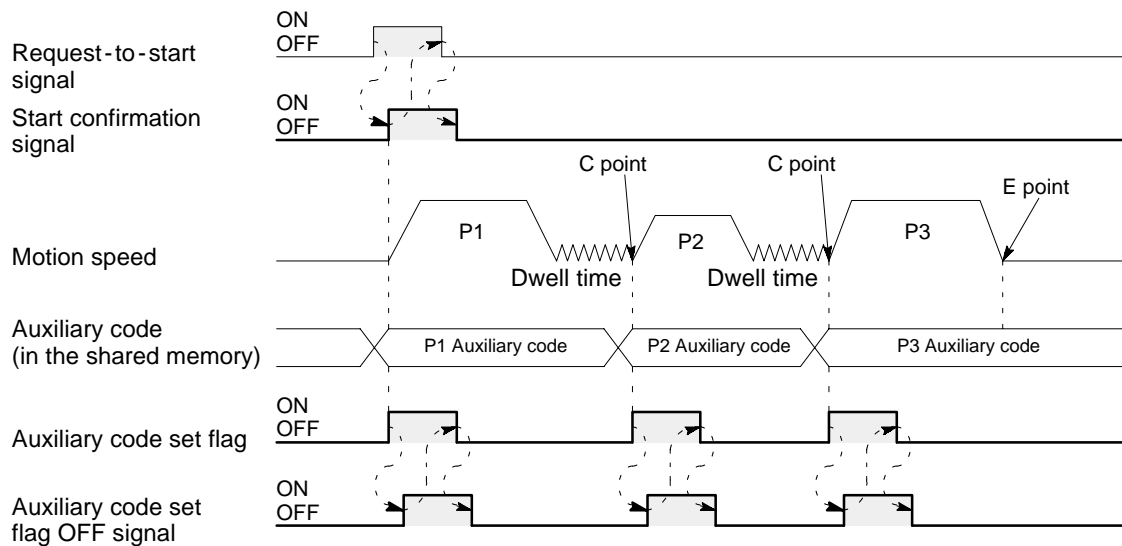 ON
OFF
Request-to-start
signal
ON
OFF
Start confirmation
signal
C point
C point
E point
P1
P2
P3
Motion speed
Dwell time
Dwell time
Auxiliary code
(in the shared memory)
P1 Auxiliary code
P2 Auxiliary code
P3 Auxiliary code
ON
OFF
Auxiliary code set flag
ON
OFF
Auxiliary code set
flag OFF signal